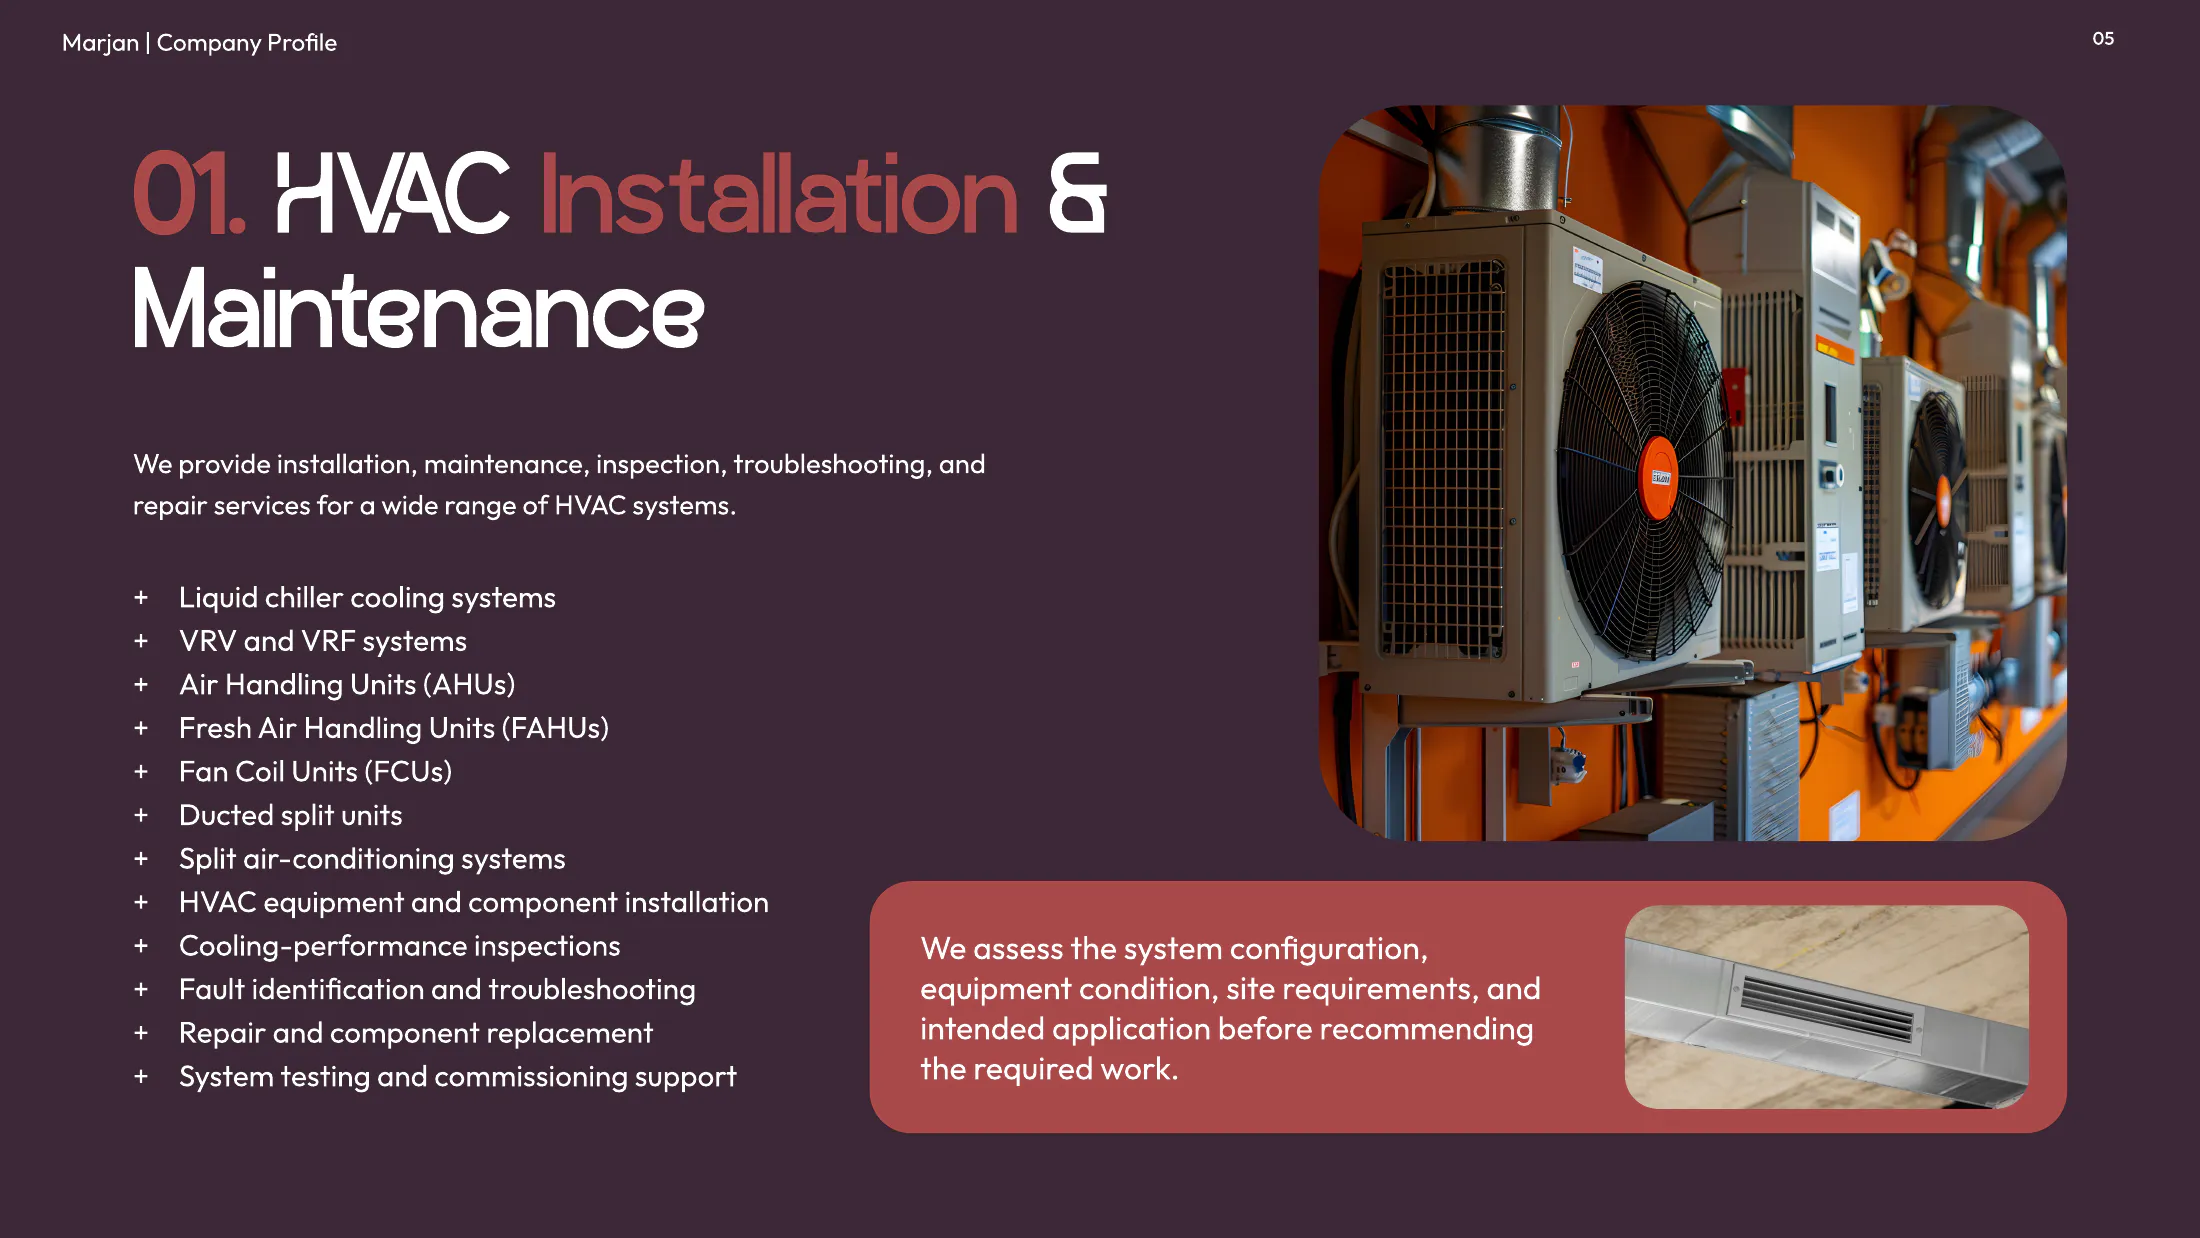 Marjan | Company Profile
05
01. HVAC Installation &
Maintenance
We provide installation, maintenance, inspection, troubleshooting, and
repair services for a wide range of HVAC systems.
+ Liquid chiller cooling systems
+ VRV and VRF systems
+ Air Handling Units (AHUs)
+ Fresh Air Handling Units (FAHUs)
+ Fan Coil Units (FCUs)
+ Ducted split units
+ Split air-conditioning systems
+ HVAC equipment and component installation
+ Cooling-performance inspections
+ Fault identification and troubleshooting
+ Repair and component replacement
+ System testing and commissioning support
We assess the system configuration,
equipment condition, site requirements, and
intended application before recommending
the required work.